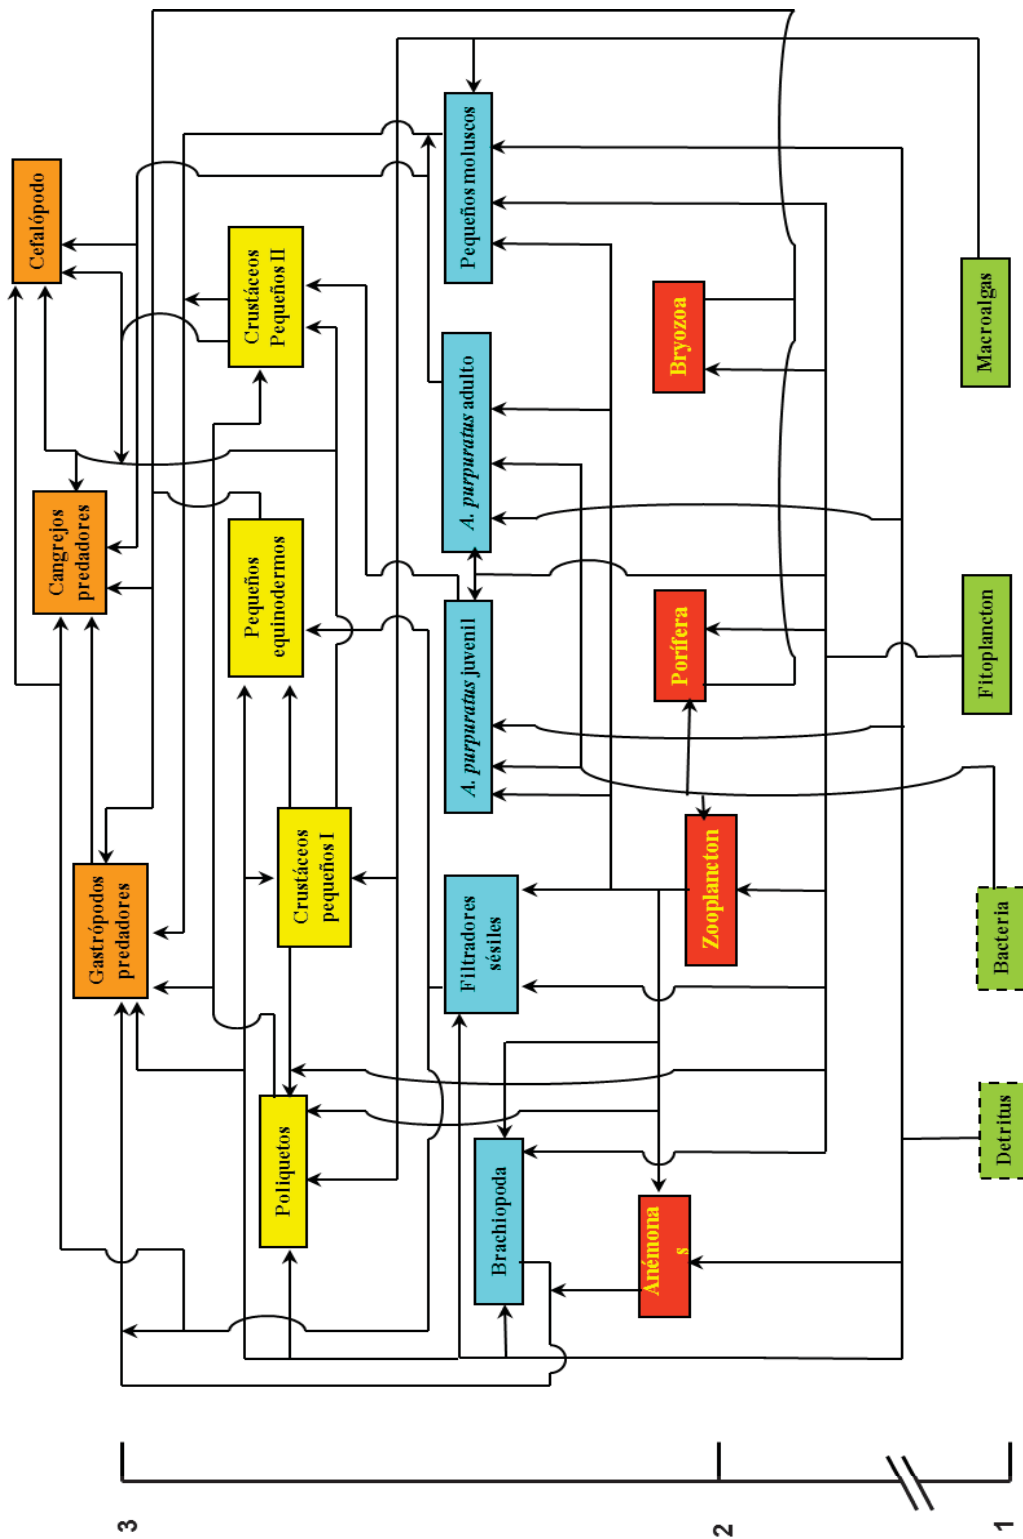 Cefalópodo
Cangrejos
predadores
Gastrópodos
predadores
Crustáceos
Pequeños II
Pequeños
equinodermos
Crustáceos
pequeños I
Poliquetos
Pequeños moluscos
A. purpuratus adulto
A. purpuratus juvenil
Filtradores
sésiles
Brachiopoda
Bryozoa
Porífera
Zooplancton
Anémona
s
Macroalgas
Fitoplancton
Bacteria
Detritus
3
2
1